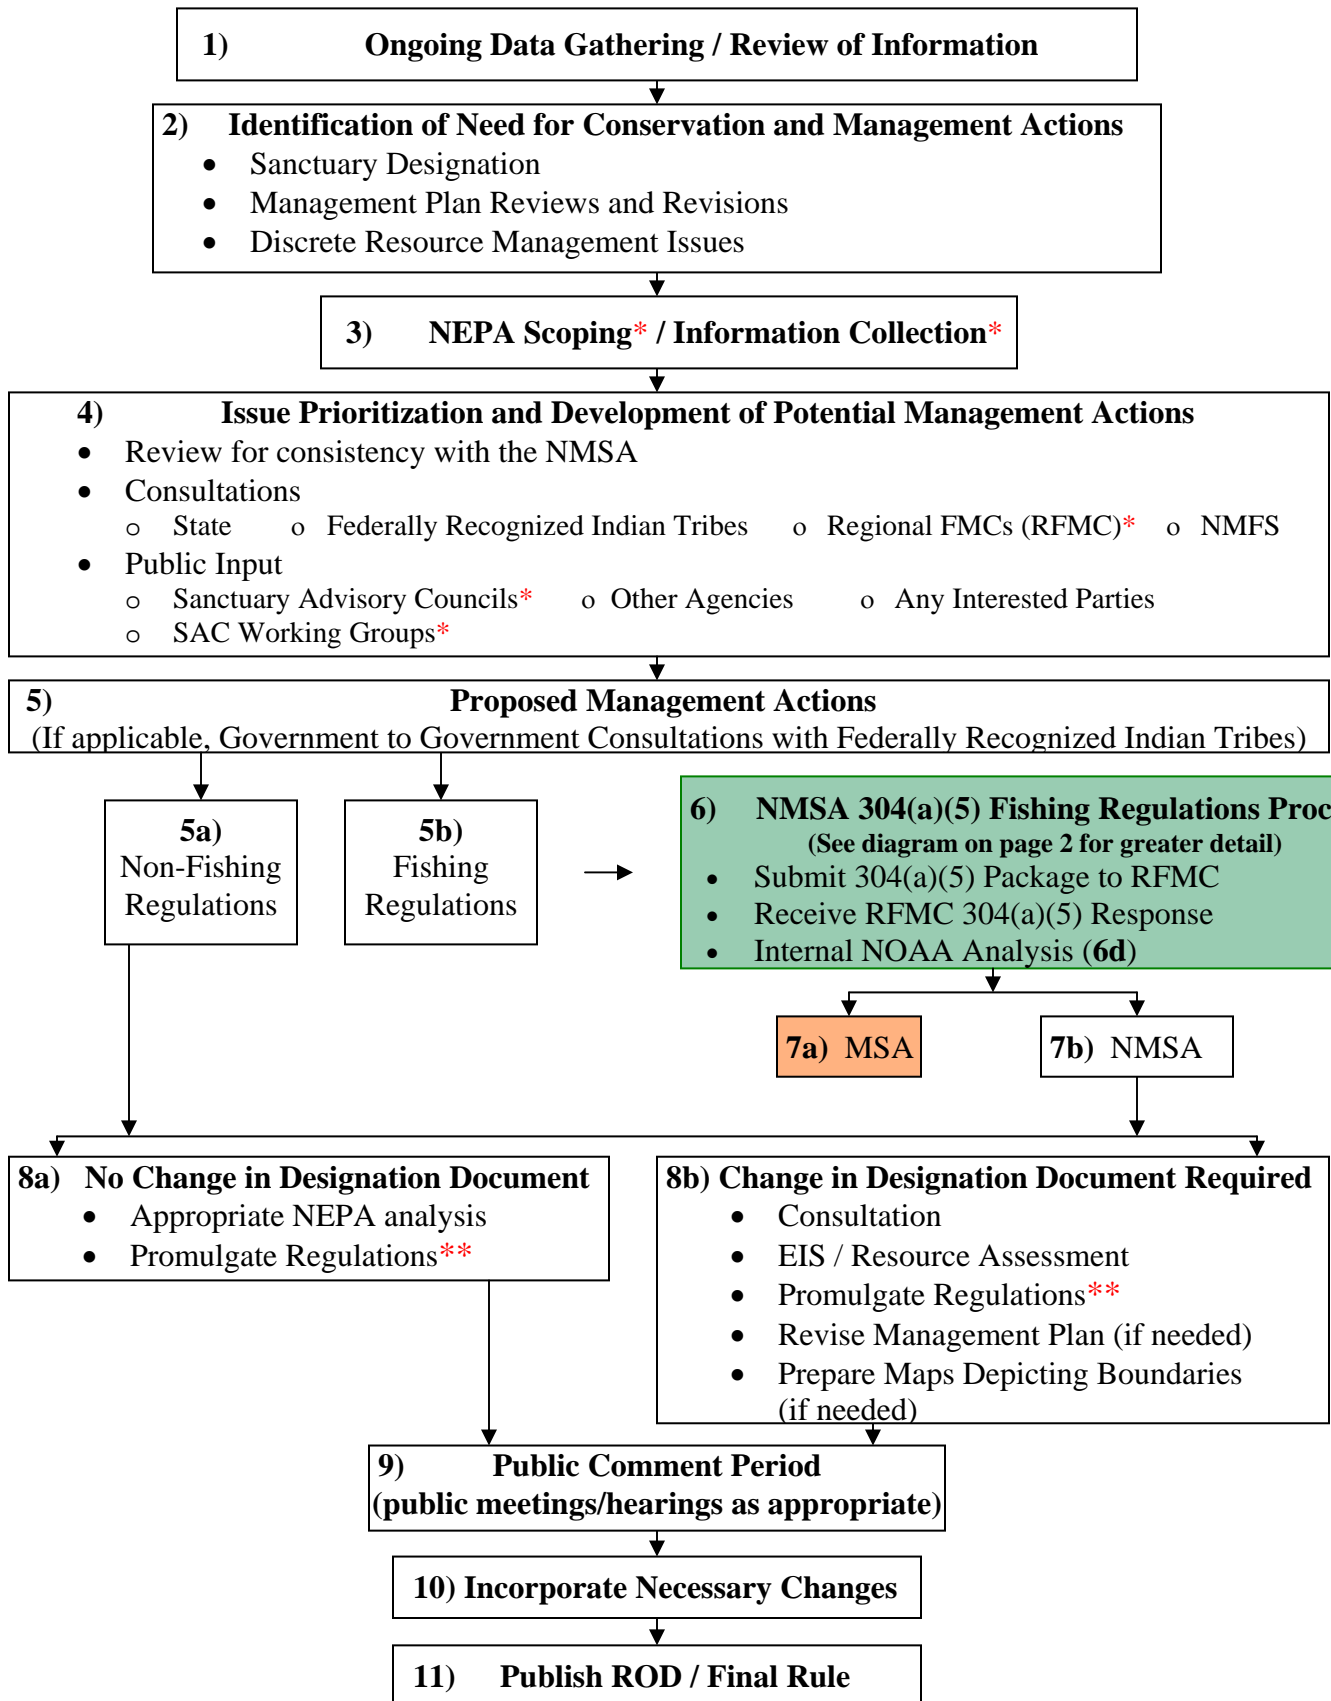 1) Ongoing Data Gathering / Review of Information
2) Identification of Need for Conservation and Management Actions
• Sanctuary Designation
• Management Plan Reviews and Revisions
• Discrete Resource Management Issues
3) NEPA Scoping* / Information Collection*
4) Issue Prioritization and Development of Potential Management Actions
• Review for consistency with the NMSA
• Consultations
o State o Federally Recognized Indian Tribes o Regional FMCs (RFMC)* o NMFS
• Public Input
o Sanctuary Advisory Councils* o Other Agencies o Any Interested Parties
o SAC Working Groups*
5) Proposed Management Actions
(If applicable, Government to Government Consultations with Federally Recognized Indian Tribes)
5a)
Non-Fishing
Regulations
5b)
Fishing
Regulations
6) NMSA 304(a)(5) Fishing Regulations Proc
(See diagram on page 2 for greater detail)
• Submit 304(a)(5) Package to RFMC
• Receive RFMC 304(a)(5) Response
• Internal NOAA Analysis (6d)
7a) MSA
7b) NMSA
8a) No Change in Designation Document
• Appropriate NEPA analysis
• Promulgate Regulations**
8b) Change in Designation Document Required
• Consultation
• EIS / Resource Assessment
• Promulgate Regulations**
• Revise Management Plan (if needed)
• Prepare Maps Depicting Boundaries
(if needed)
9) Public Comment Period
(public meetings/hearings as appropriate)
10) Incorporate Necessary Changes
11) Publish ROD / Final Rule